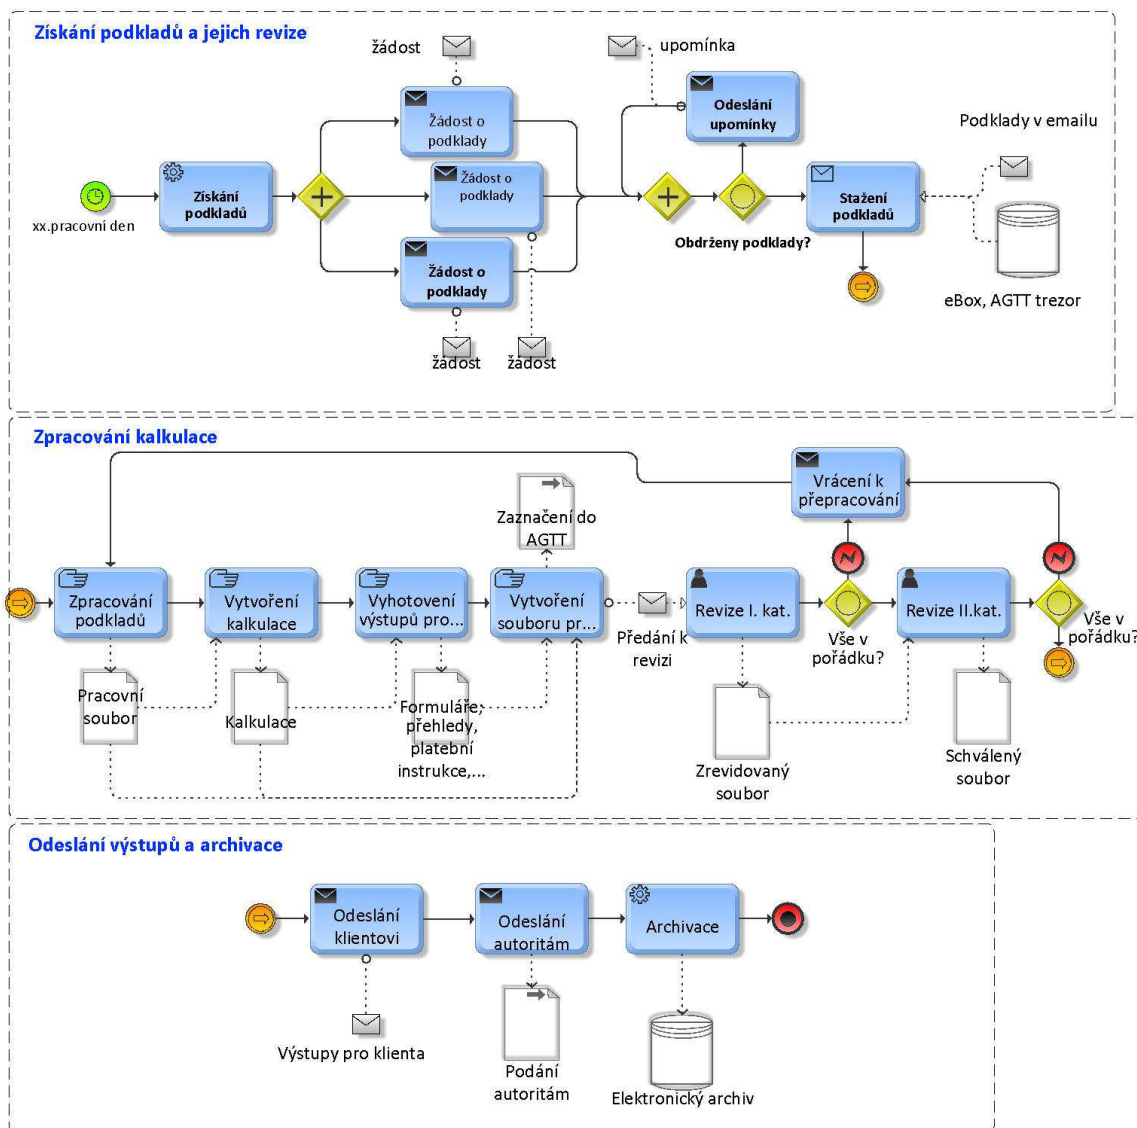 Získání podkladů a jejich revize
žádost
upomínka
Žádost o
podklady
Odeslání
upomínky
Podklady v emailu
Získání
podkladů
Žádost o
podklady
Stažení
podkladů
xx.pracovní den
Obdrženy podklady?
Žádost o
podklady
eBox, AGTT trezor
žádost
žádost
Zpracování kalkulace
Vrácení k
přepracování
Zaznačení do
AGTT
Zpracování
podkladů
Vytvoření
kalkulace
Vyhotovení
výstupů pro...
Vytvoření
souboru pr...
Předání k
revizi
Revize I. kat.
Vše v
pořádku?
Revize II.kat.
Vše v
pořádku?
Pracovní
soubor
Kalkulace
Formuláře,
přehledy,
platební
instrukce,...
Zrevidovaný
soubor
Schválený
soubor
Odeslání výstupů a archivace
Odeslání
klientovi
Odeslání
autoritám
Archivace
Výstupy pro klienta
Podání
autoritám
Elektronický archiv